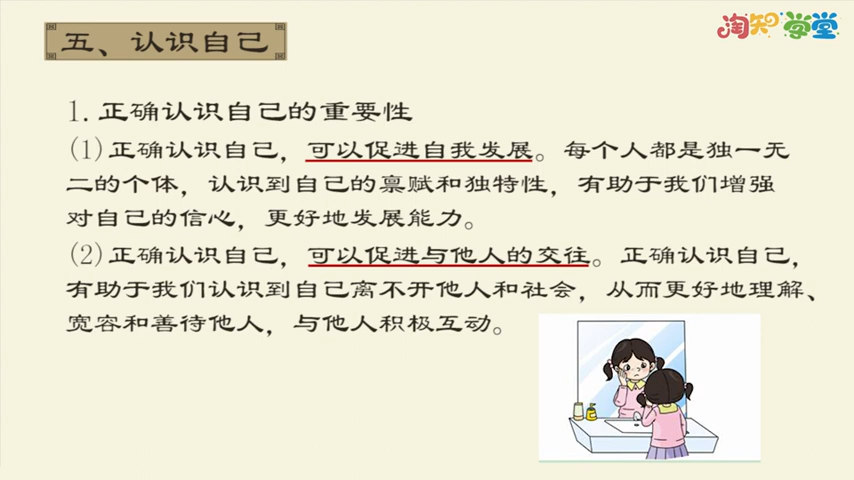 淘知学堂
五、认识自己
1.正确认识自己的重要性
(1)正确认识自己，可以促进自我发展。每个人都是独一无
二的个体，认识到自己的禀赋和独特性，有助于我们增强
对自己的信心，更好地发展能力。
(2)正确认识自己，可以促进与他人的交往。正确认识自己，
有助于我们认识到自己离不开他人和社会，从而更好地理解、
宽容和善待他人，与他人积极互动。